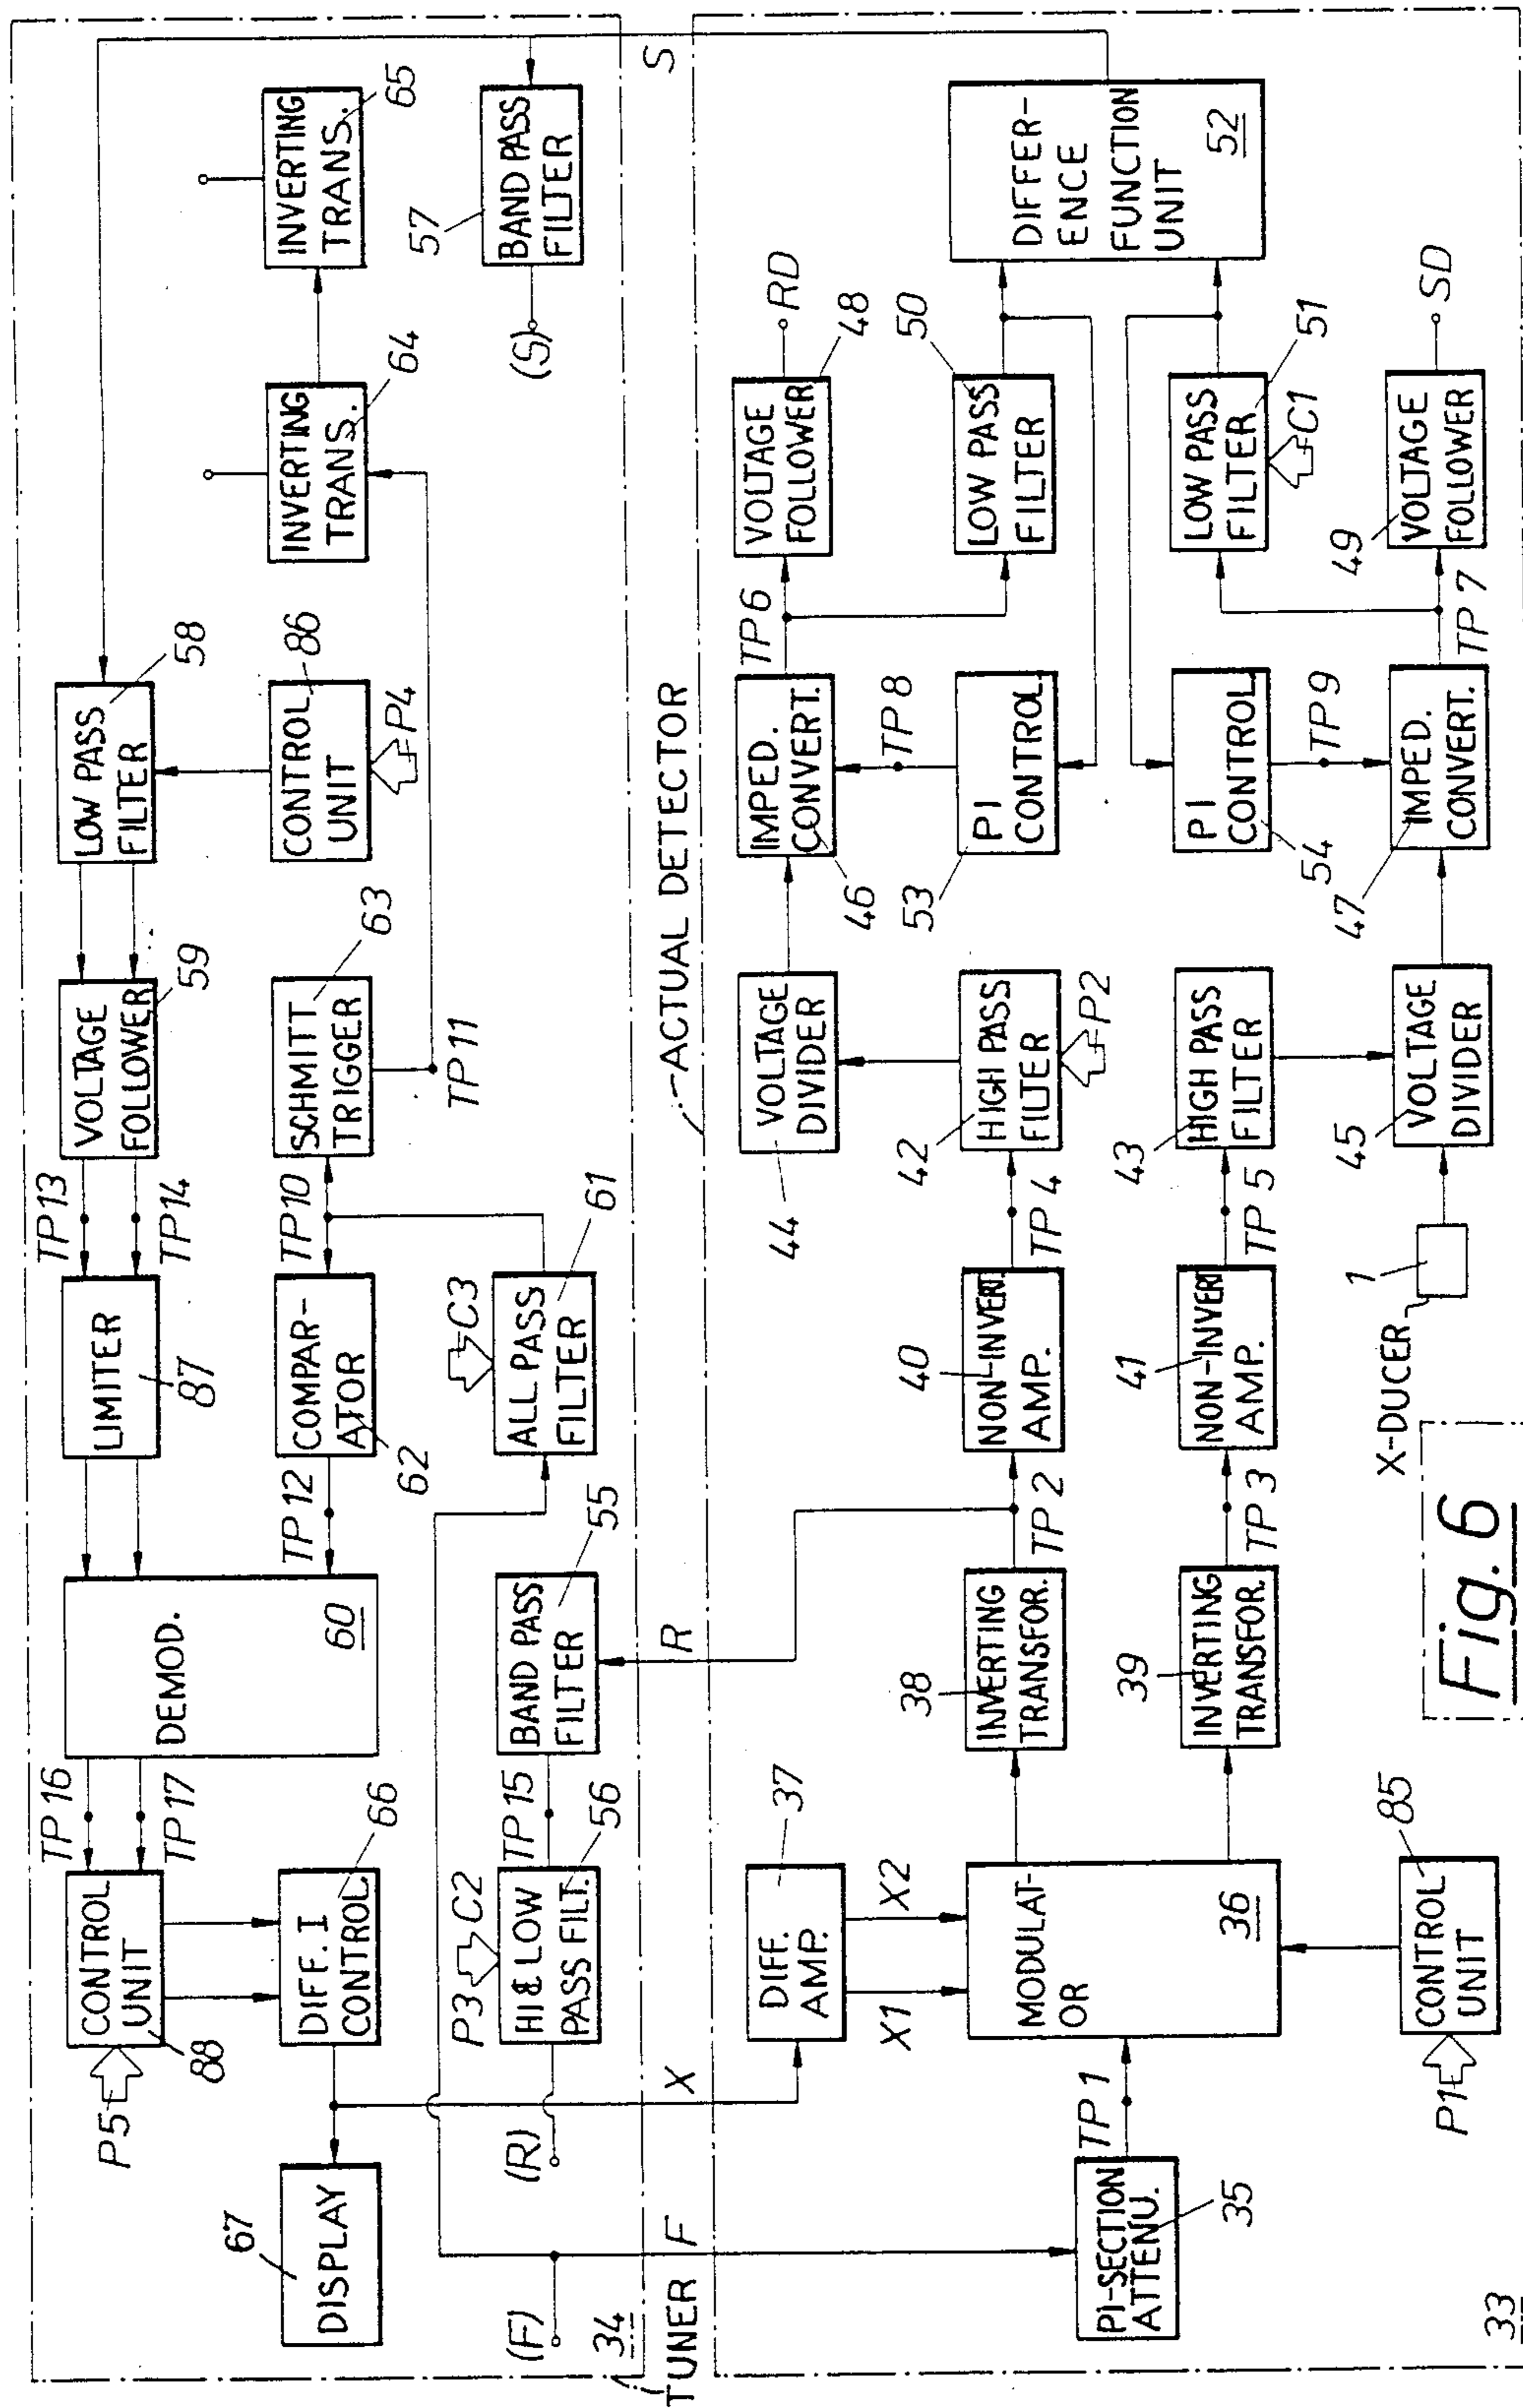 P5
CONTROL
UNIT
88
TP16
TP17
DEMOD.
60
LIMITER
87
TP13
TP14
VOLTAGE
FOLLOWER
59
LOW PASS
FILTER
58
67
DISPLAY
DIFF. I
CONTROL
66
TP12
COMPAR-
ATOR
62
TP10
SCHMITT.
TRIGGER
63
TP11
CONTROL
UNIT
86
P4
INVERTING
TRANS.
64
INVERTING
TRANS.
65
(F)
(R)
P3
C2
HI & LOW
PASS FILT.
56
TP15
BAND PASS
FILTER
55
C3
ALL PASS
FILTER
61
(S)
57
BAND PASS
FILTER
34
TUNER
F
X
R
ACTUAL DETECTOR
S
DIFF.
AMP.
37
X1
X2
44
VOLTAGE
DIVIDER
IMPED.
CONVERT.
46
TP6
VOLTAGE
FOLLOWER
48
RD
PI-SECTION
ATTENU.
35
TP1
MODULAT-
OR
36
38
INVERTING
TRANSFOR.
TP2
40
NON-INVERT
AMP.
TP4
42
HIGH PASS
FILTER
P2
53
PI
CONTROL
TP8
LOW PASS
FILTER
50
DIFFER-
ENCE
FUNCTION
UNIT
52
39
INVERTING
TRANSFOR.
TP3
41
NON-INVERT
AMP.
TP5
43
HIGH PASS
FILTER
PI
CONTROL
54
TP9
LOW PASS
FILTER
51
C1
P1
CONTROL
UNIT
85
X-DUCER
1
45
VOLTAGE
DIVIDER
47
IMPED.
CONVERT.
TP7
49
VOLTAGE
FOLLOWER
SD
33
Fig. 6